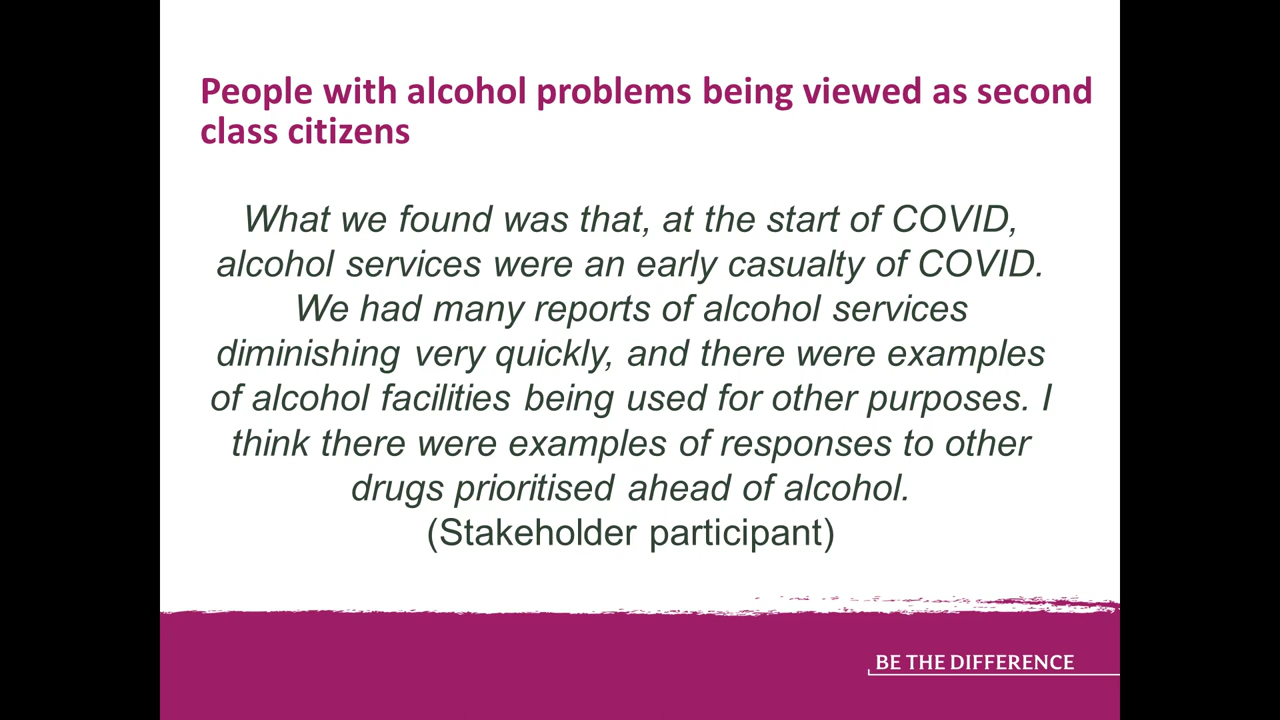 People with alcohol problems being viewed as second
class citizens
What we found was that, at the start of COVID,
alcohol services were an early casualty of COVID.
We had many reports of alcohol services
diminishing very quickly, and there were examples
of alcohol facilities being used for other purposes. I
think there were examples of responses to other
drugs prioritised ahead of alcohol.
(Stakeholder participant)
BE THE DIFFERENCE